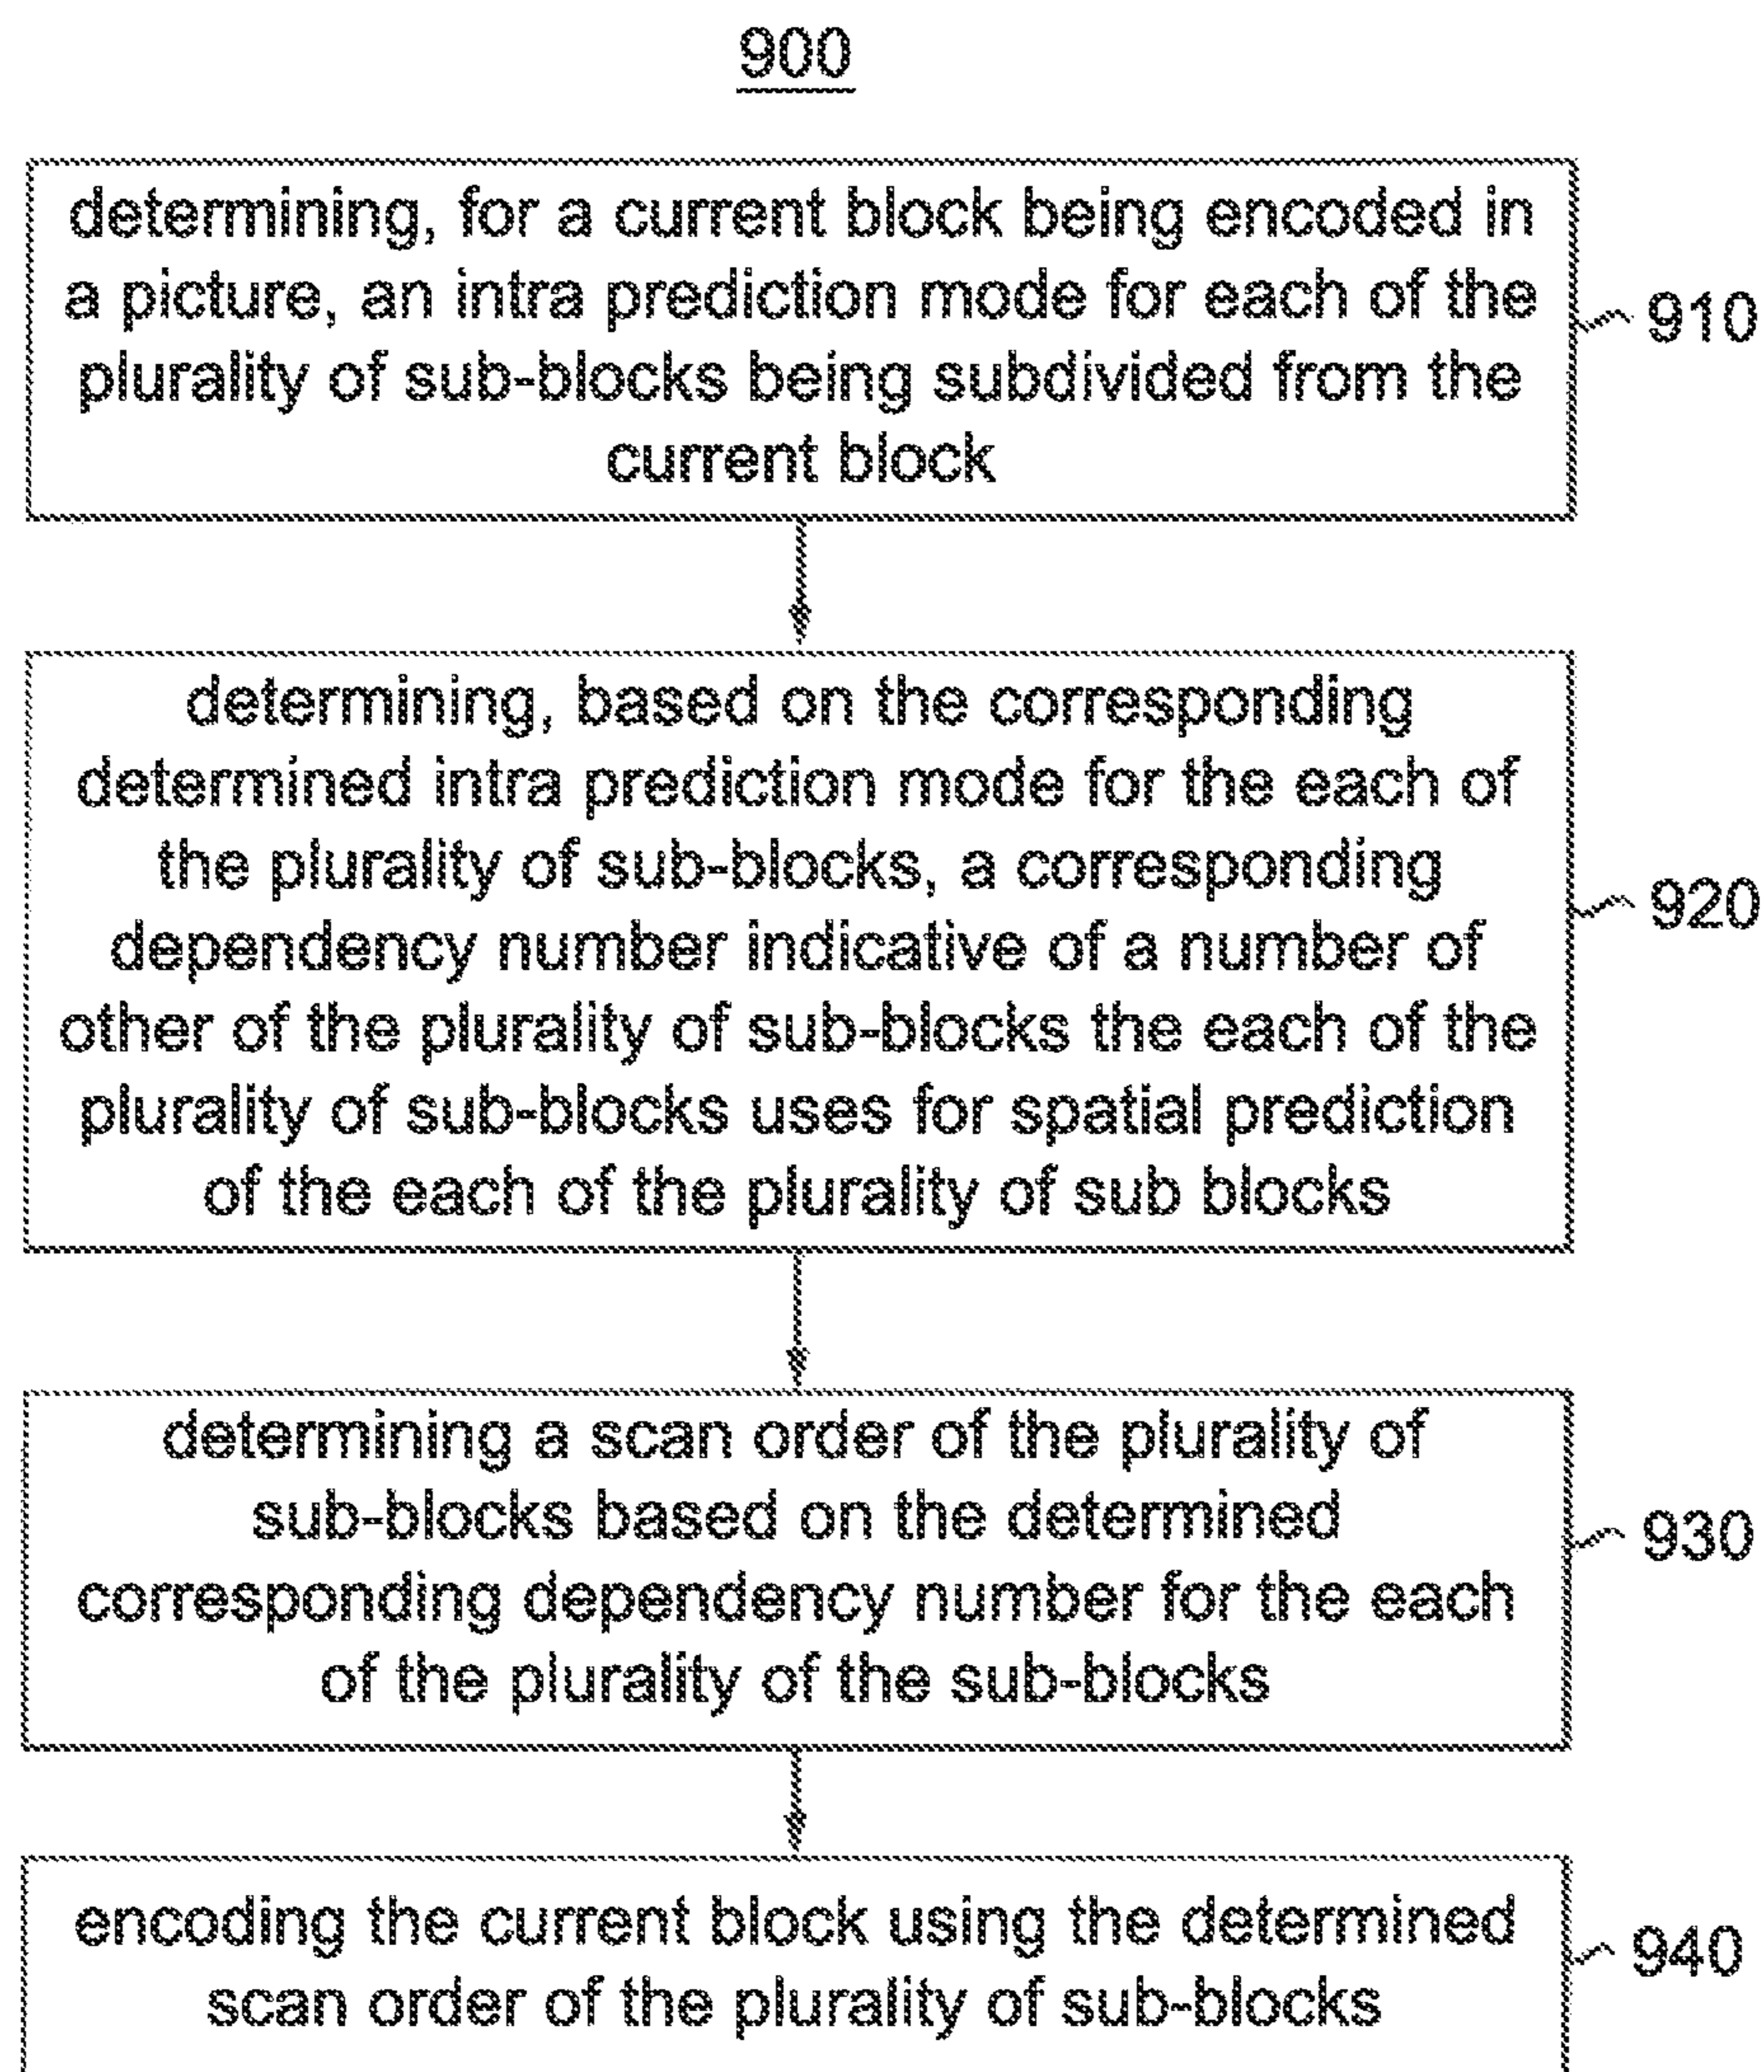 900
determining, for a current block being encoded in
a picture, an intra prediction mode for each of the
plurality of sub-blocks being subdivided from the
current block
910
determining, based on the corresponding
determined intra prediction mode for the each of
the plurality of sub-blocks, a corresponding
dependency number indicative of a number of
other of the plurality of sub-blocks the each of the
plurality of sub-blocks uses for spatial prediction
of the each of the plurality of sub blocks
920
determining a scan order of the plurality of
sub-blocks based on the determined
corresponding dependency number for the each
of the plurality of the sub-blocks
930
encoding the current block using the determined
scan order of the plurality of sub-blocks
940